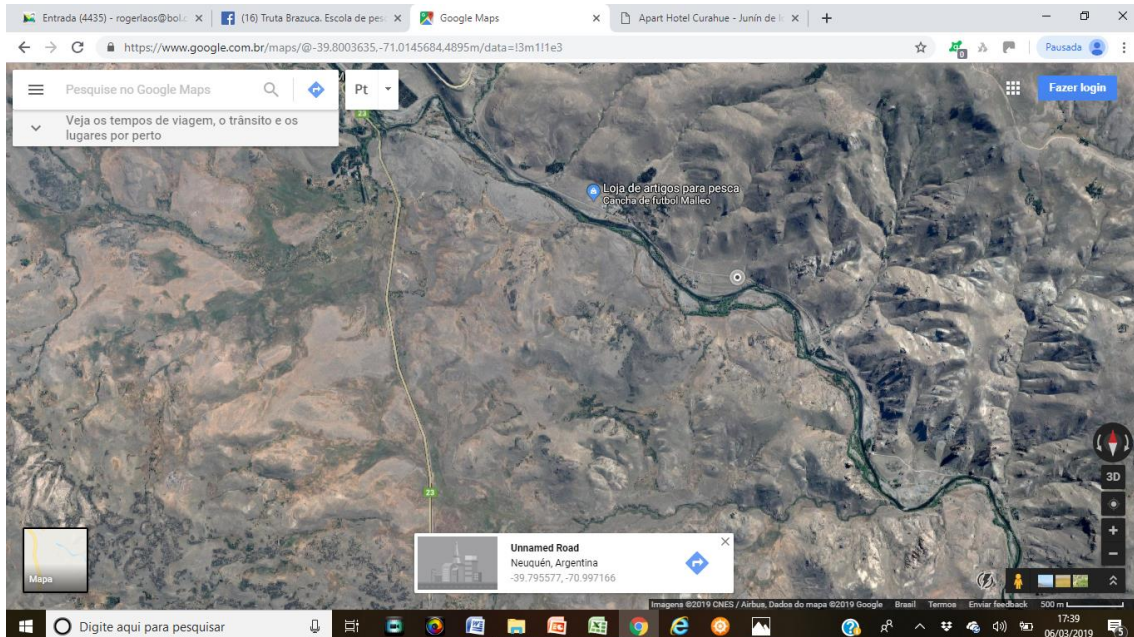 Entrada (4435) - rogerlaos@bol.c
(16) Truta Brazuca. Escola de pes
Google Maps
Apart Hotel Curahue - Junín de l
https://www.google.com.br/maps/@-39.8003635,-71.0145684,4895m/data=!3m1!1e3
0
Pausada
Pesquise no Google Maps
Pt
Fazer login
Veja os tempos de viagem, o trânsito e os
lugares por perto
23
Loja de artigos para pesca
Cancha de futbol Malleo
23
3D
Mapa
Unnamed Road
Neuquén, Argentina
-39.795577, -70.997166
Imagens ©2019 CNES / Airbus, Dados do mapa ©2019 Google Brasil Termos Enviar feedback 500 m
Digite aqui para pesquisar
17:39
06/03/2019